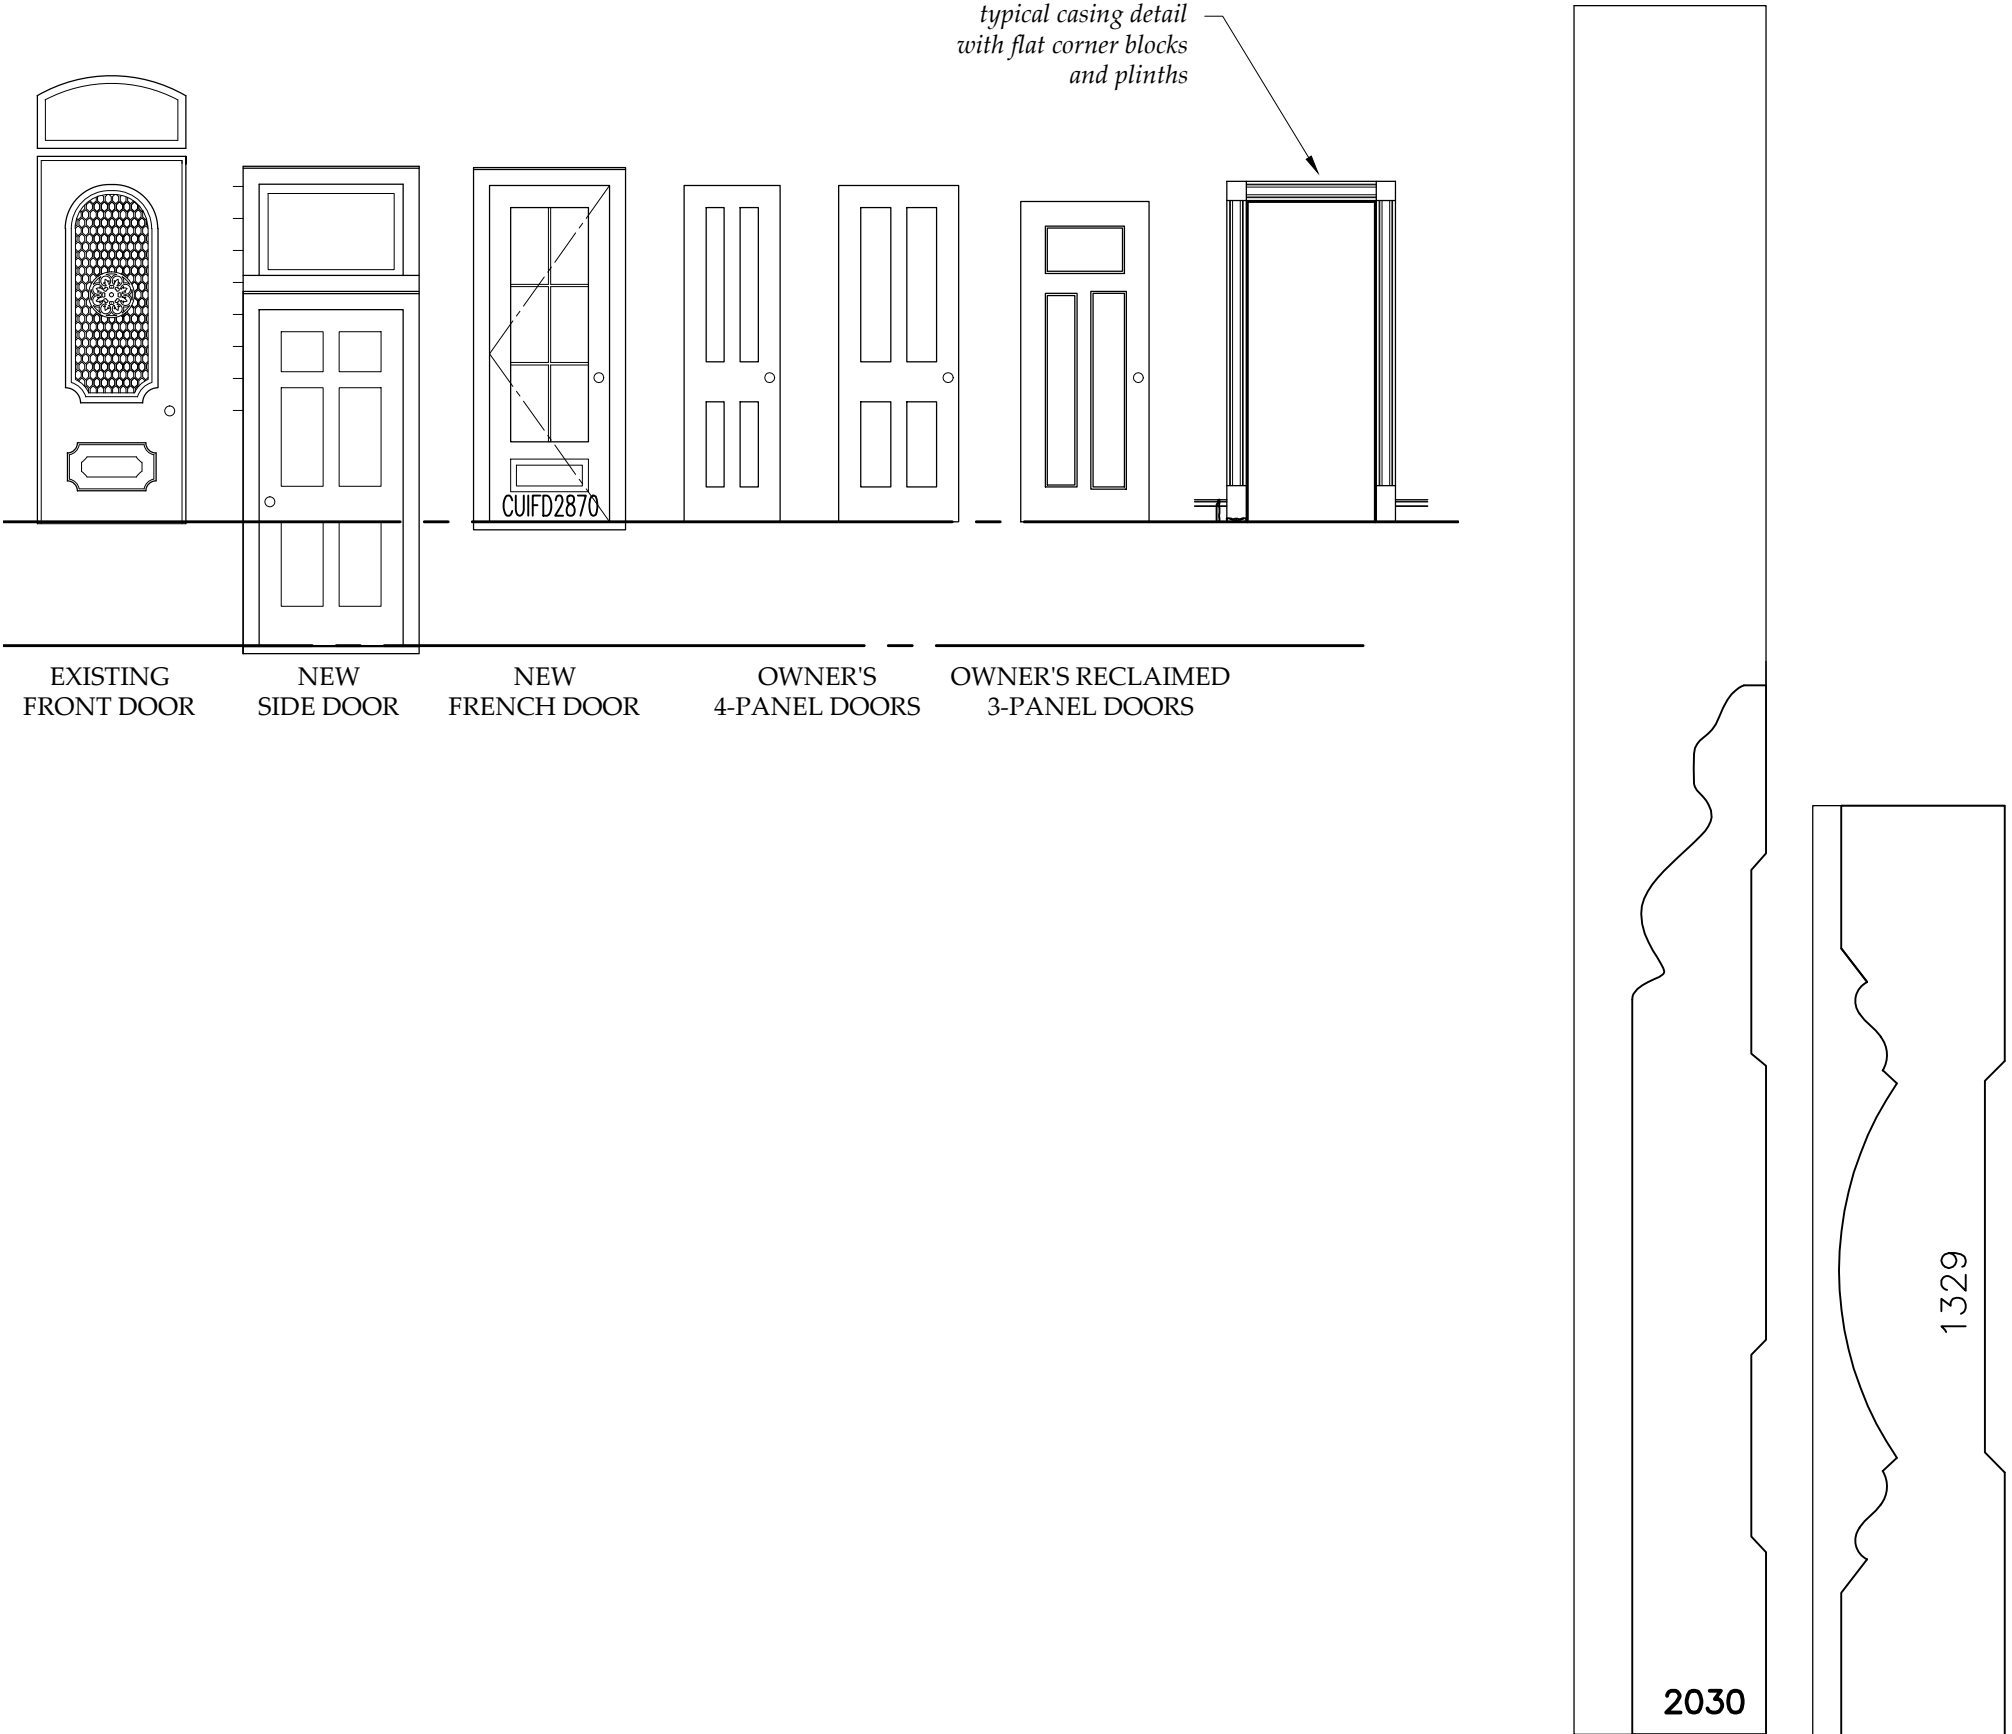 typical casing detail
with flat corner blocks
and plinths
CUIFD2870
EXISTING
FRONT DOOR
NEW
SIDE DOOR
NEW
FRENCH DOOR
OWNER'S
4-PANEL DOORS
OWNER'S RECLAIMED
3-PANEL DOORS
1329
2030